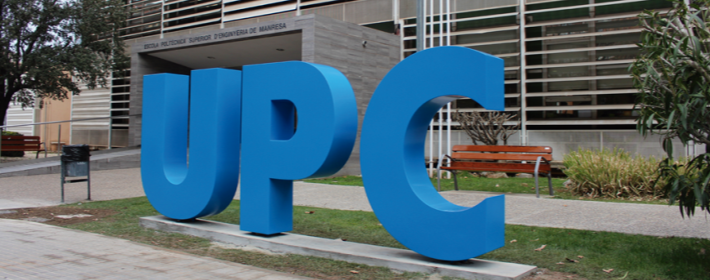 ESCOLA POLITÈCNICA SUPERIOR D'ENGINYERIA DE MANRESA
UPC